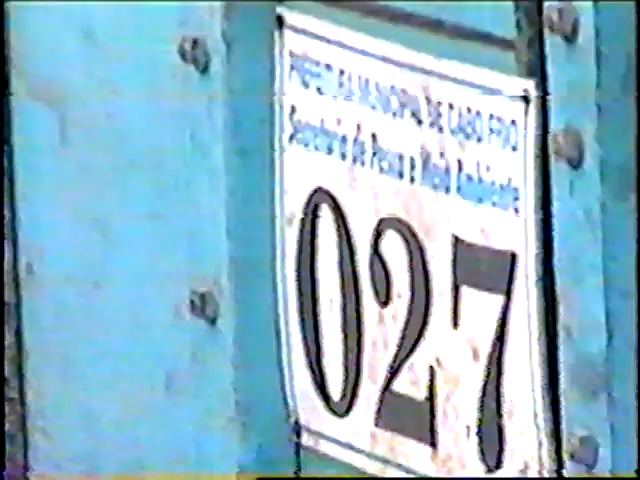 PREFEITURA MUNICIPAL DE CABO FRIO
Secretaria de Pesca e Meio Ambiente
027